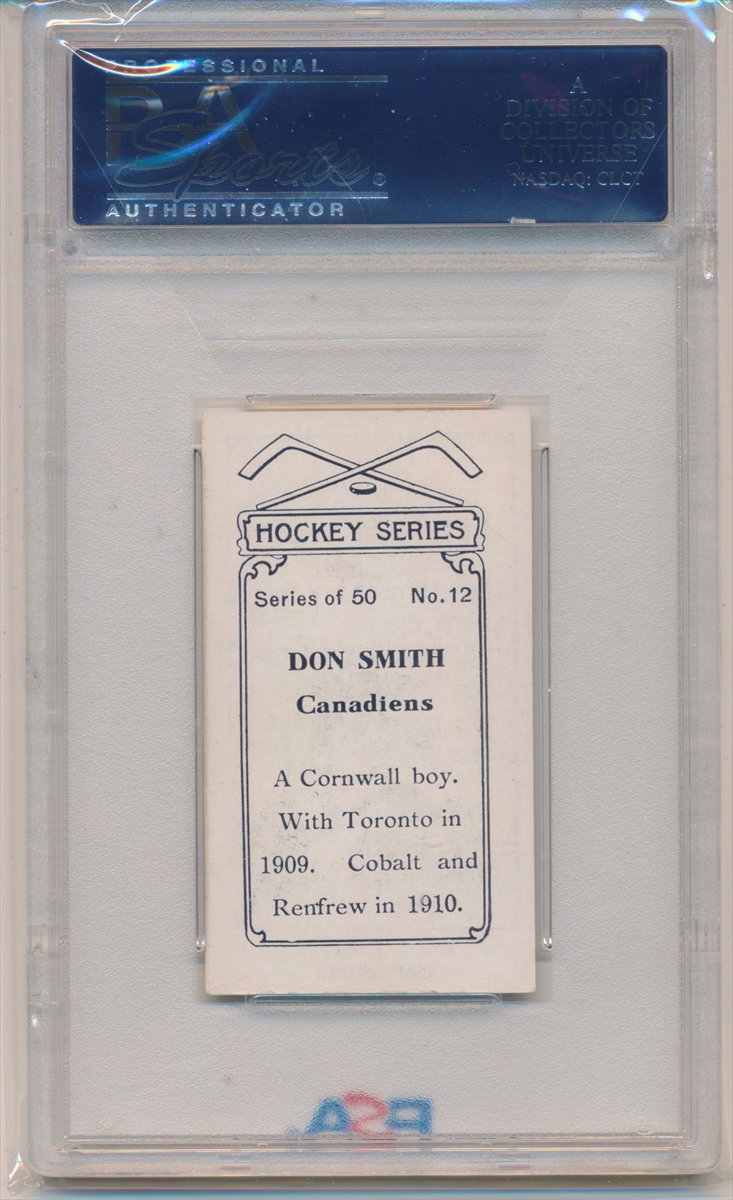 PROFESSIONAL
PSA
Sports®
AUTHENTICATOR
A
DIVISION OF
COLLECTORS
UNIVERSE
NASDAQ: CLCT
HOCKEY SERIES
Series of 50 No.12
DON SMITH
Canadiens
A Cornwall boy.
With Toronto in
1909. Cobalt and
Renfrew in 1910.
PSA